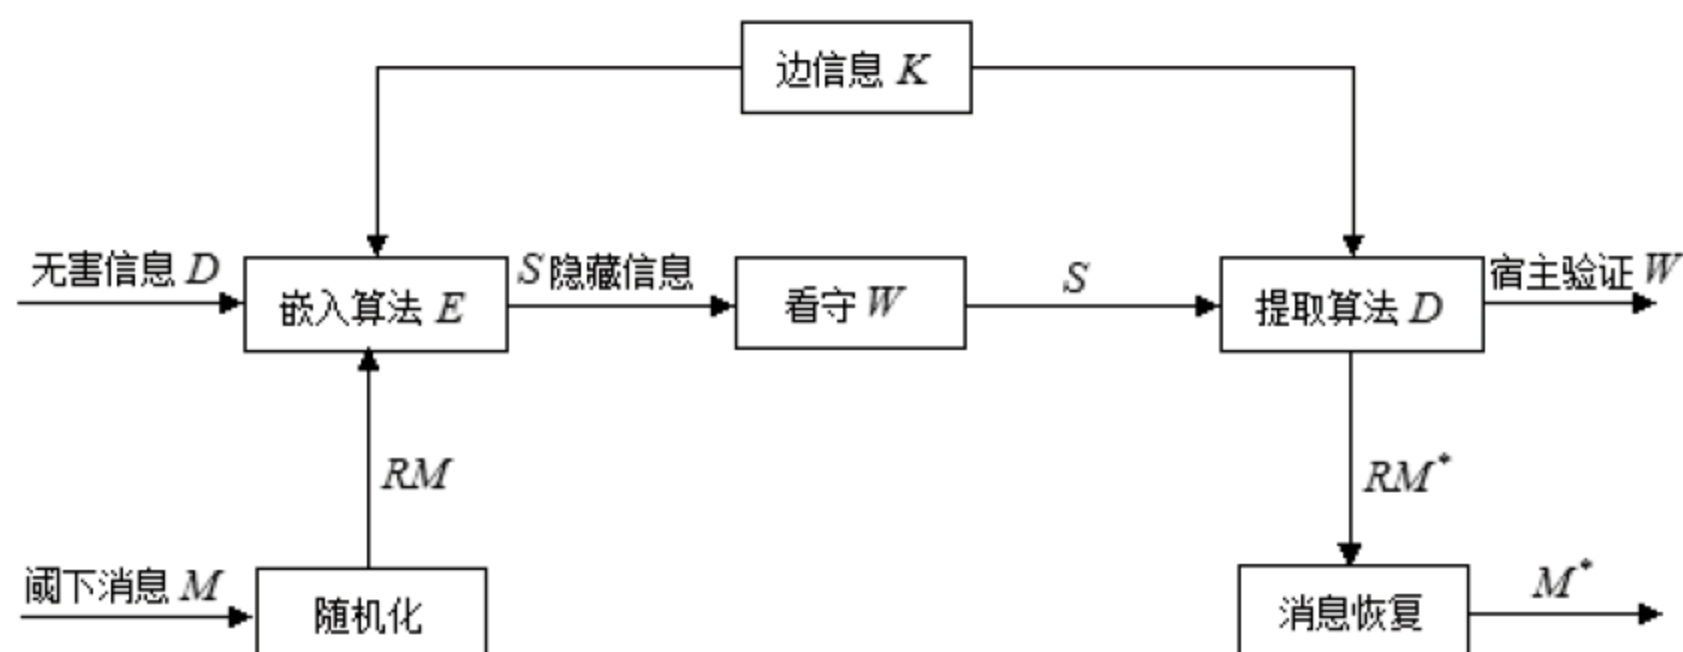 边信息 K
无害信息 D
嵌入算法 E
S 隐藏信息
看守 W
S
提取算法 D
宿主验证 W
RM
RM*
阈下消息 M
随机化
消息恢复
M*